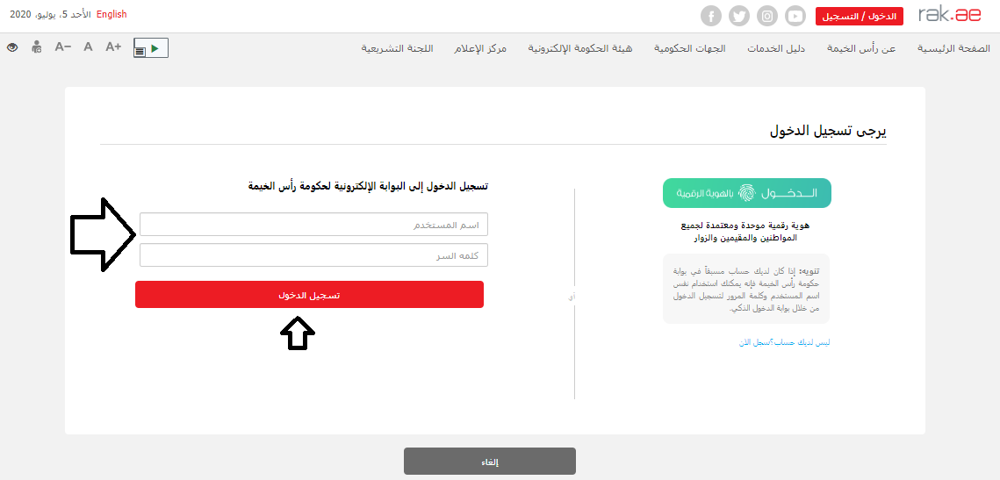 rak.ae
الدخول / التسجيل
English الأحد 5، يوليو، 2020
الصفحة الرئيسية
عن رأس الخيمة
دليل الخدمات
الجهات الحكومية
هيئة الحكومة الإلكترونية
مركز الإعلام
اللجنة التشريعية
A+ A A−
يرجى تسجيل الدخول
الــدخــــول بالهوية الرقمية
هوية رقمية موحدة ومعتمدة لجميع
المواطنين والمقيمين والزوار
تنويه: إذا كان لديك حساب مسبقاً في بوابة
حكومة رأس الخيمة فإنه يمكنك استخدام نفس
اسم المستخدم وكلمة المرور لتسجيل الدخول
من خلال بوابة الدخول الذكي.
ليس لديك حساب؟سجل الان
أي
تسجيل الدخول إلى البوابة الإلكترونية لحكومة رأس الخيمة
اسم المستخدم
كلمه السر
تسجيل الدخول
إلغاء